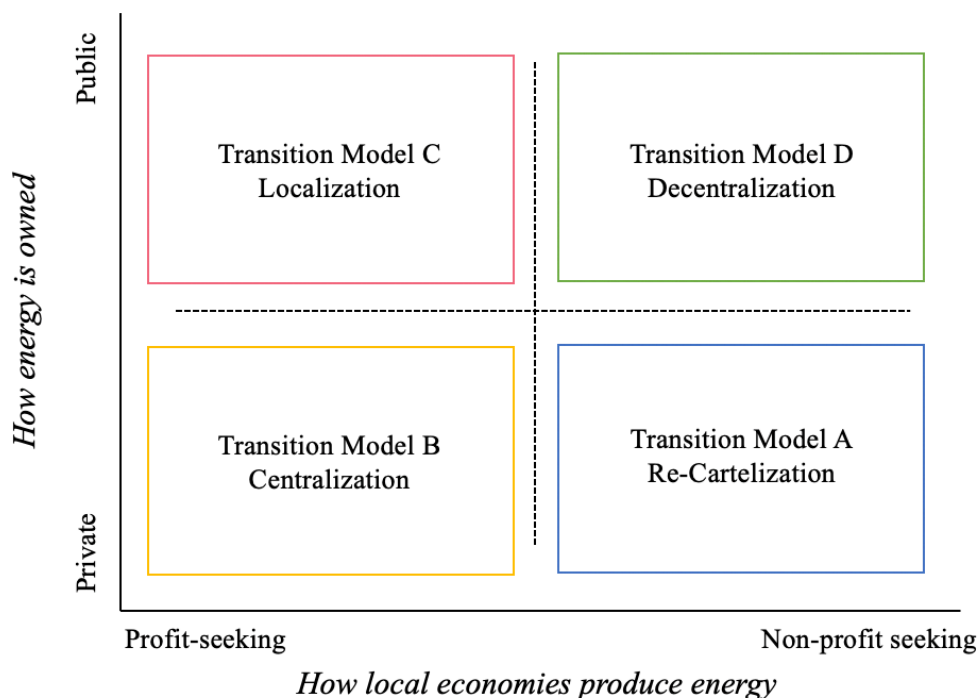 Public
How energy is owned
Private
Transition Model C
Localization
Transition Model D
Decentralization
Transition Model B
Centralization
Transition Model A
Re-Cartelization
Profit-seeking
Non-profit seeking
How local economies produce energy